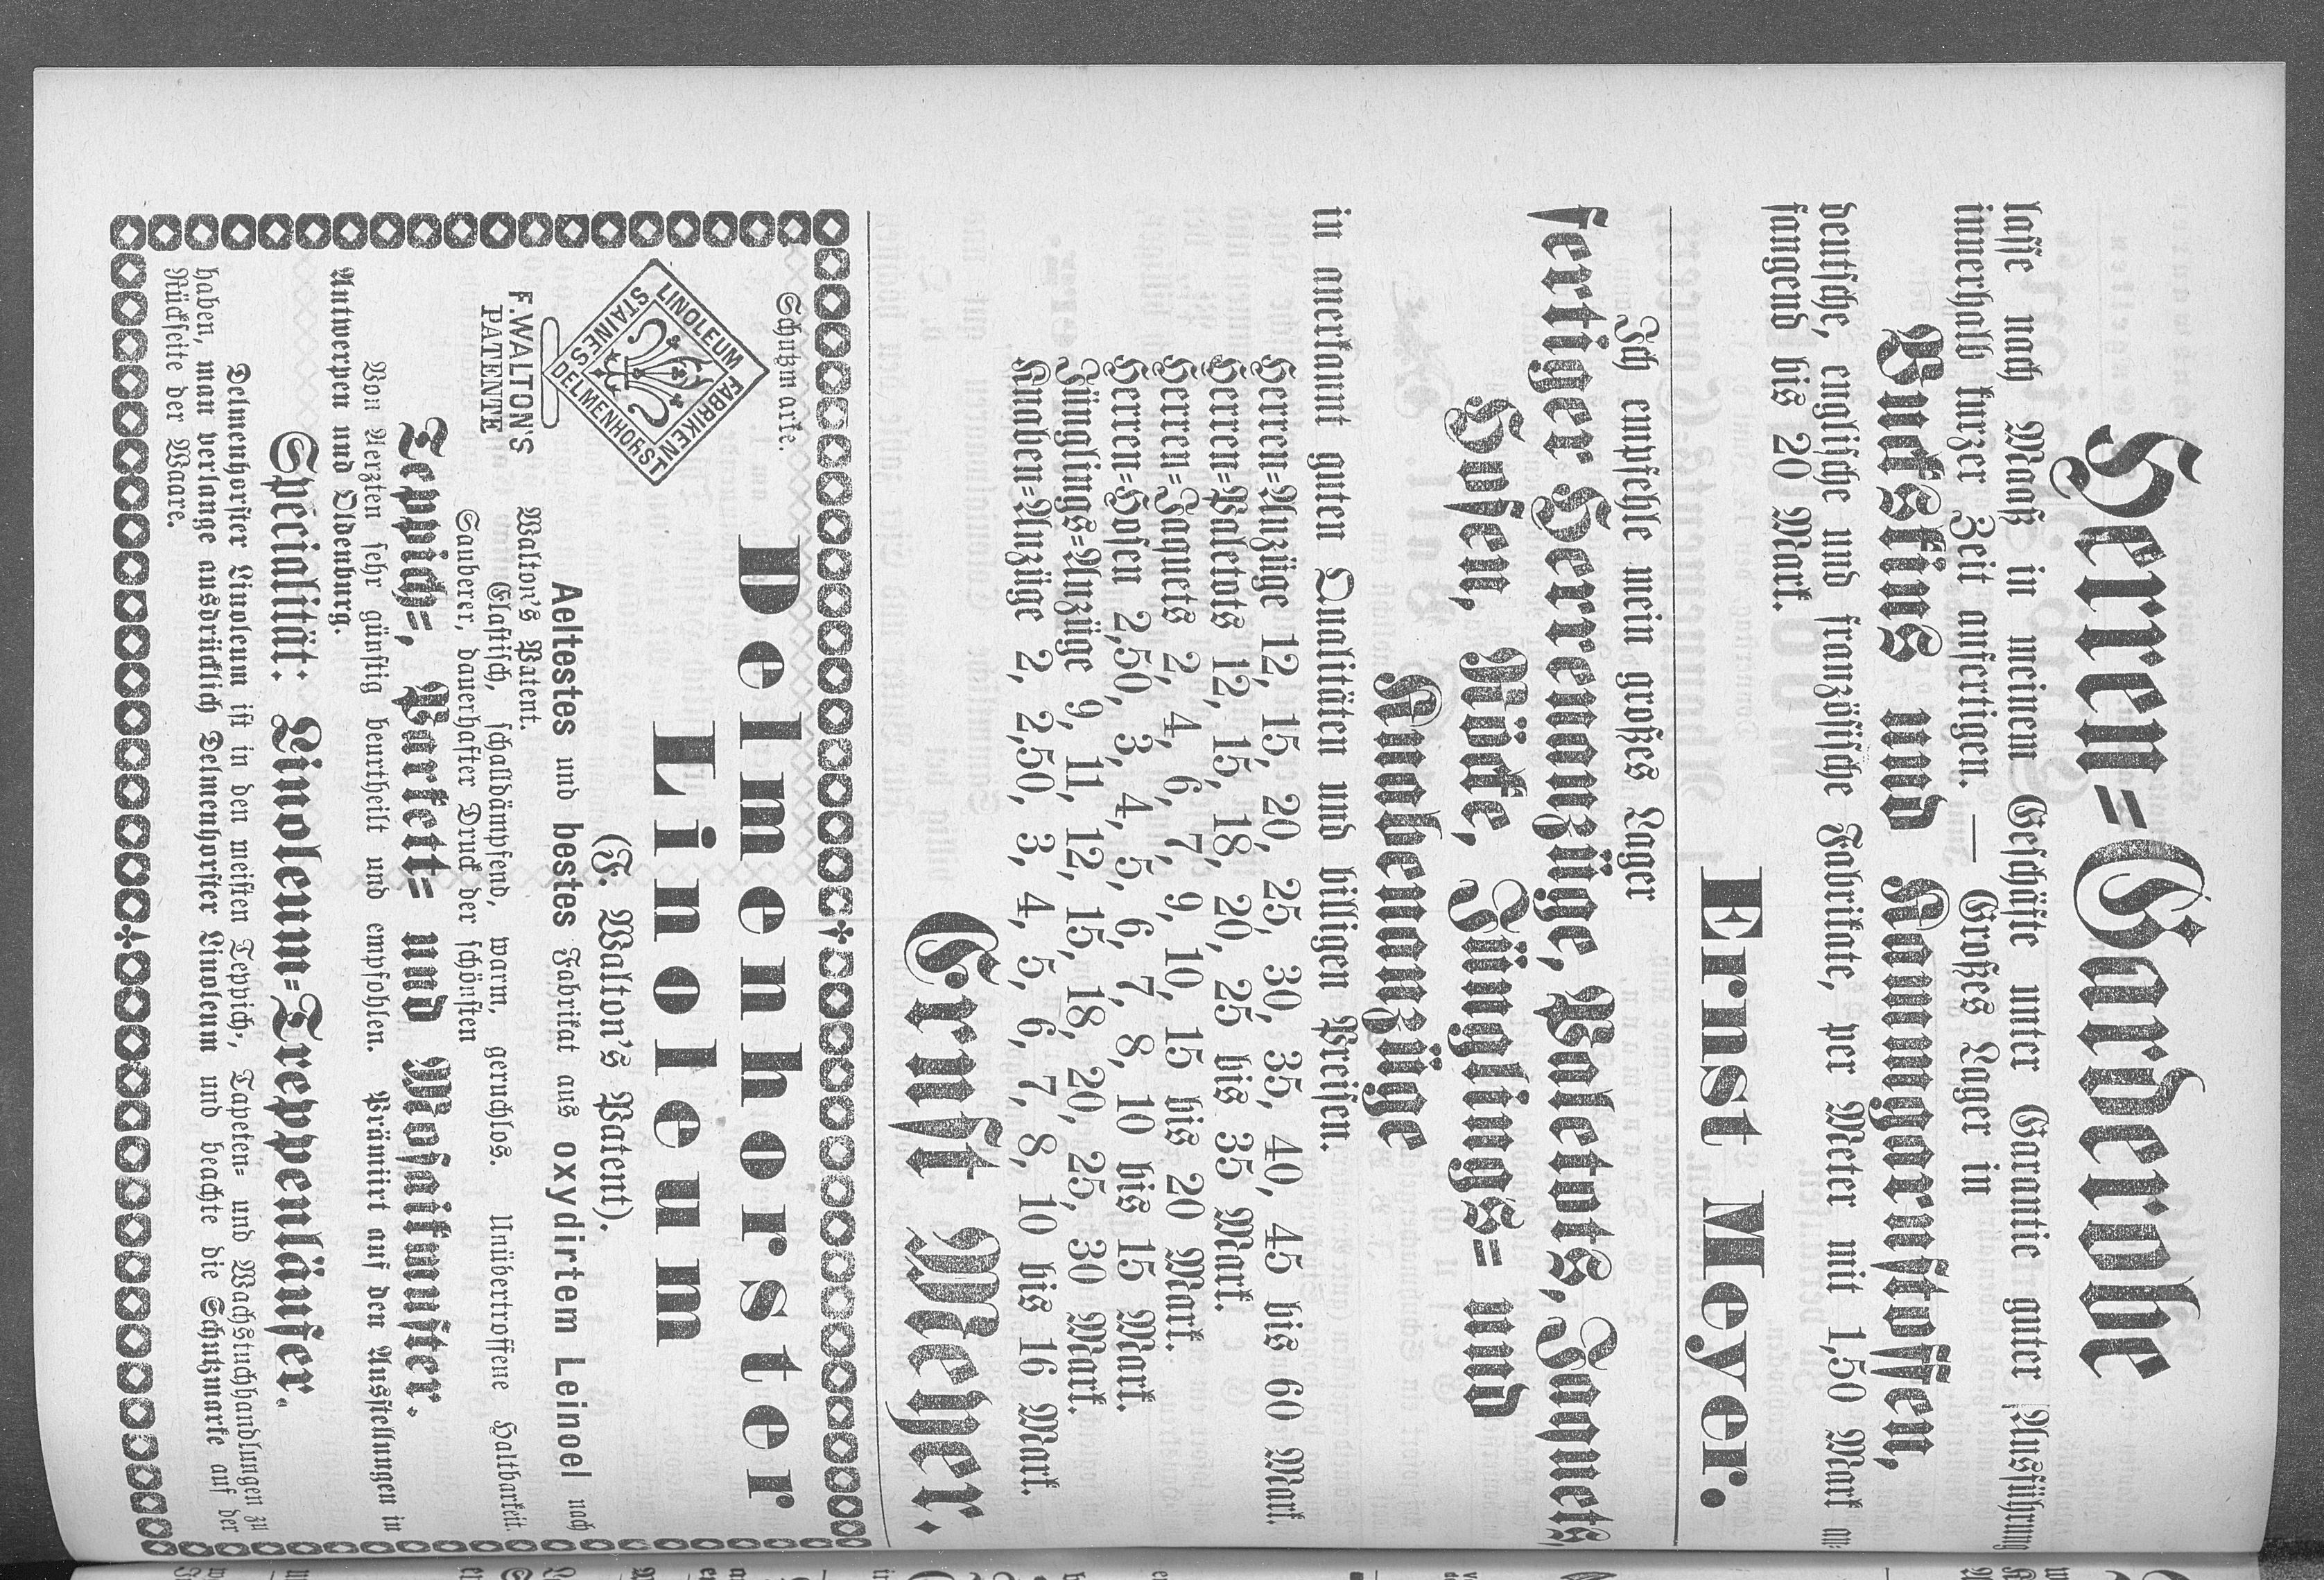 Herren=Garderobe
lasse nach Maaß in meinem Geschäfte unter Garantie guter Ausführung
innerhalb kurzer Zeit anfertigen. — Großes Lager in
Buckskins und Kammgarnstoffen,
deutsche, englische und französische Fabrikate, per Meter mit 1,50 Mark an=
fangend bis 20 Mark.
Ernst Meyer.
Ich empfehle mein großes Lager
fertiger Herrenanzüge, Paletots, Jaquets,
Hosen, Röcke, Jünglings= und
Knabenanzüge
in anerkannt guten Qualitäten und billigen Preisen.
Herren=Anzüge 12, 15, 20, 25, 30, 35, 40, 45 bis 60 Mark.
Herren=Paletots 12, 15, 18, 20, 25 bis 35 Mark.
Herren=Jaquets 2, 4, 6, 7, 9, 10, 15 bis 20 Mark.
Herren=Hosen 2,50, 3, 4, 5, 6, 7, 8, 10 bis 15 Mark.
Jünglings=Anzüge 9, 11, 12, 15, 18, 20, 25, 30 Mark.
Knaben=Anzüge 2, 2,50, 3, 4, 5, 6, 7, 8, 10 bis 16 Mark.
Ernst Meyer.
Schutzmarke.
LINOLEUM FABRIKEN
STAINES DELMENHORST
F. WALTON'S
PATENTE
Delmenhorster
Linoleum
(F. Walton's Patent).
Aeltestes und bestes Fabrikat aus oxydirtem Leinoel nach
Walton's Patent.
Elastisch, schalldämpfend, warm, geruchlos. Unübertroffene Haltbarkeit.
Sauberer, dauerhafter Druck der schönsten
Teppich=, Parkett= und Mosaikmuster.
Von Aerzten sehr günstig beurtheilt und empfohlen. Prämiirt auf den Ausstellungen in
Antwerpen und Oldenburg.
Specialität: Linoleum=Treppenläufer.
Delmenhorster Linoleum ist in den meisten Teppich=, Tapeten= und Wachstuchhandlungen zu
haben, man verlange ausdrücklich Delmenhorster Linoleum und beachte die Schutzmarke auf der
Rückseite der Waare.